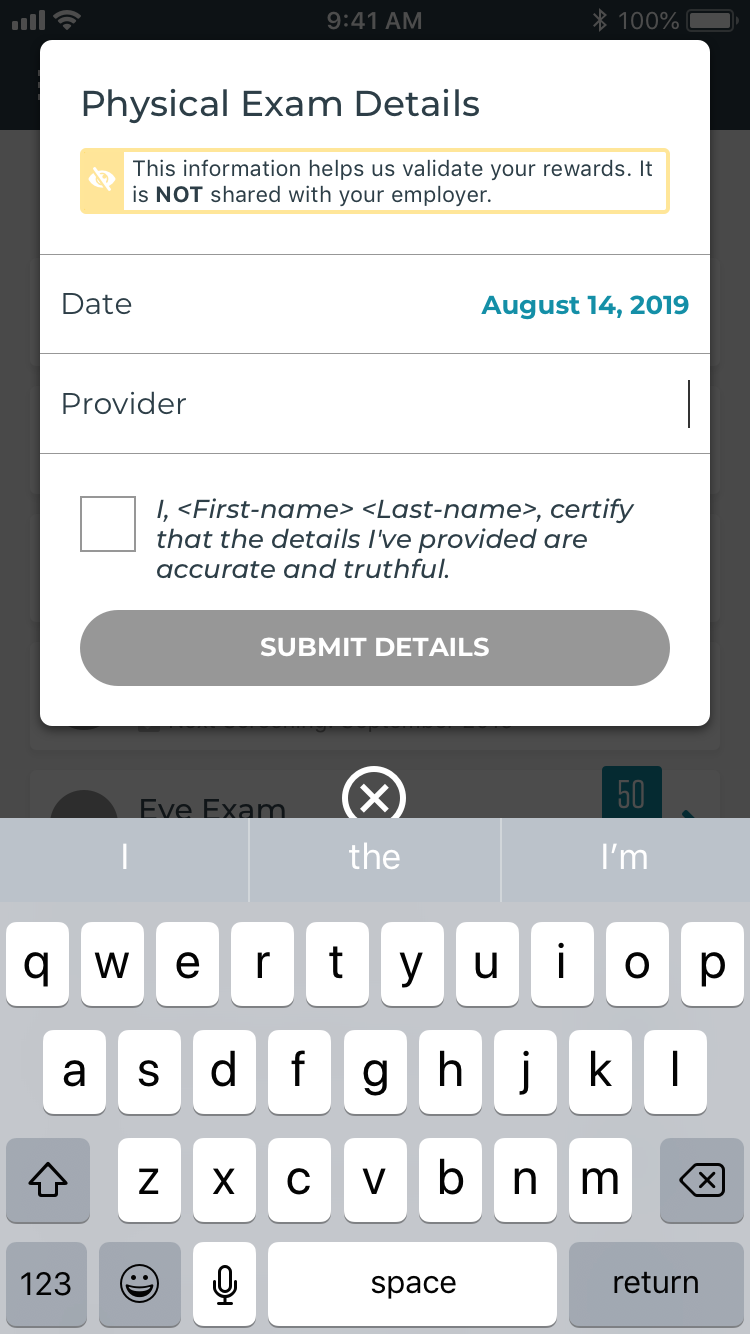 9:41 AM 100%
Physical Exam Details
This information helps us validate your rewards. It
is NOT shared with your employer.
Date August 14, 2019
Provider
I, <First-name> <Last-name>, certify
that the details I've provided are
accurate and truthful.
SUBMIT DETAILS
Eye Exam 50
I the I’m
q w e r t y u i o p
a s d f g h j k l
z x c v b n m
123 space return